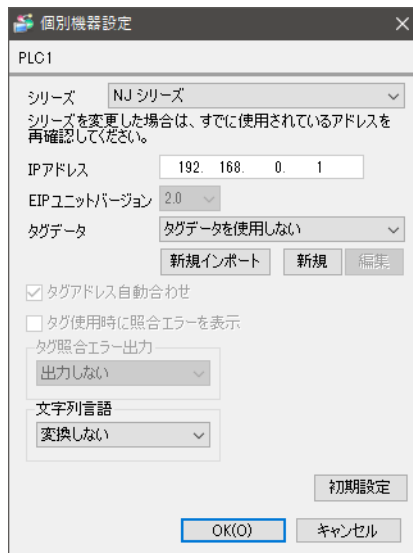 個別機器設定
PLC1
シリーズ NJ シリーズ
シリーズを変更した場合は、すでに使用されているアドレスを
再確認してください。
IPアドレス 192. 168. 0. 1
EIPユニットバージョン 2.0
タグデータ タグデータを使用しない
新規インポート 新規 編集
タグアドレス自動合わせ
タグ使用時に照合エラーを表示
タグ照合エラー出力
出力しない
文字列言語
変換しない
初期設定
OK(O) キャンセル